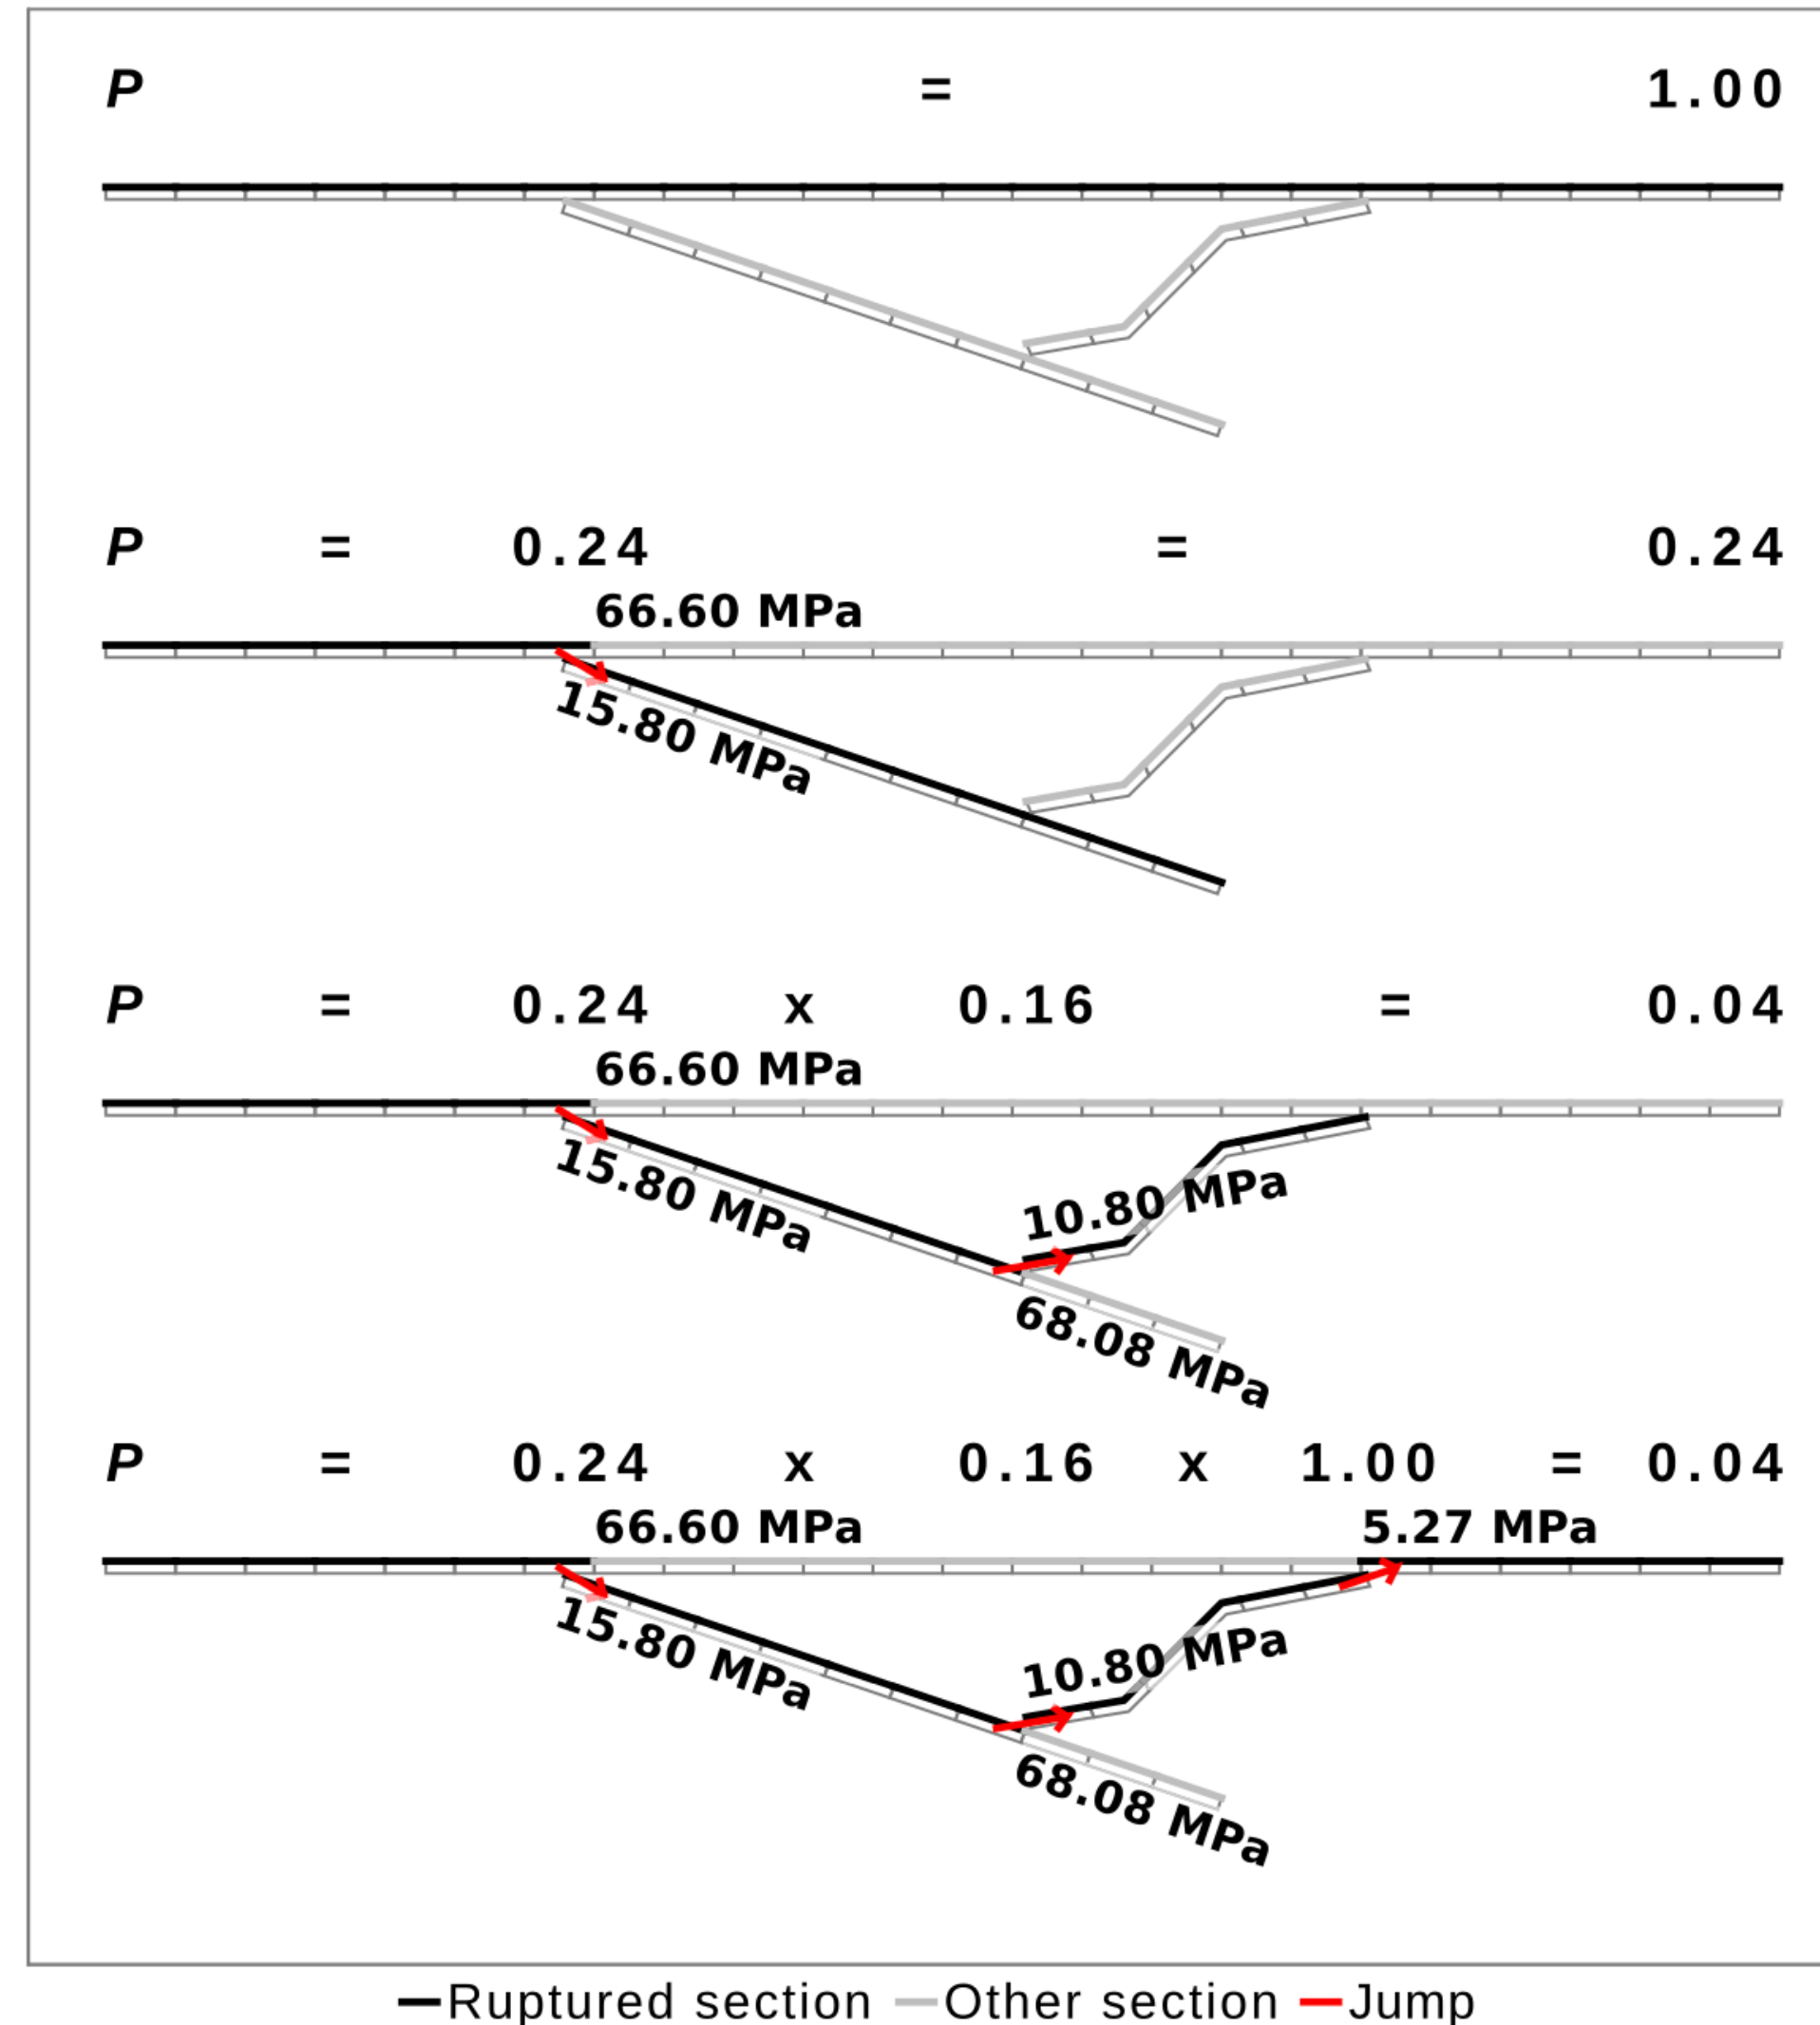 P = 1.00
P = 0.24 = 0.24
66.60 MPa
15.80 MPa
P = 0.24 x 0.16 = 0.04
66.60 MPa
15.80 MPa
10.80 MPa
68.08 MPa
P = 0.24 x 0.16 x 1.00 = 0.04
66.60 MPa
5.27 MPa
15.80 MPa
10.80 MPa
68.08 MPa
Ruptured section Other section Jump